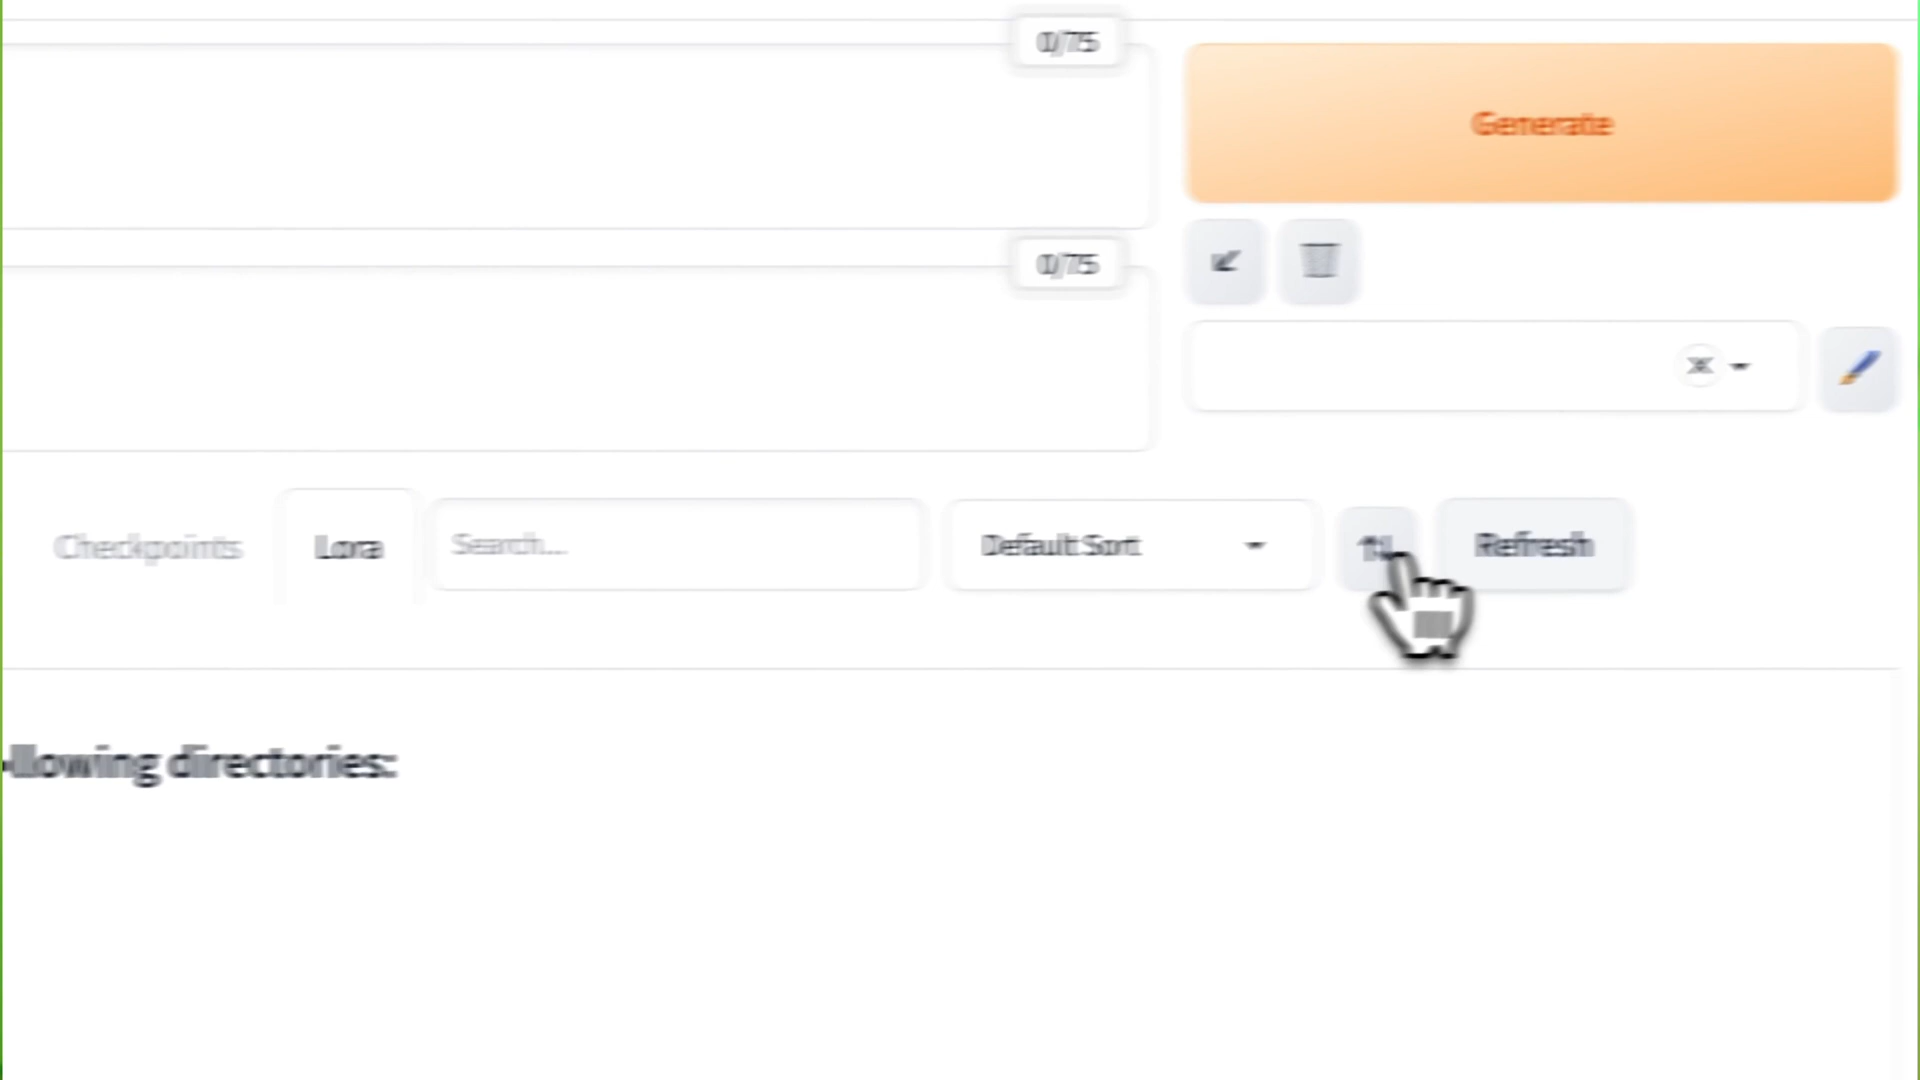 0/75
Generate
0/75
Checkpoints Lora Search... Default Sort Refresh
llowing directories: